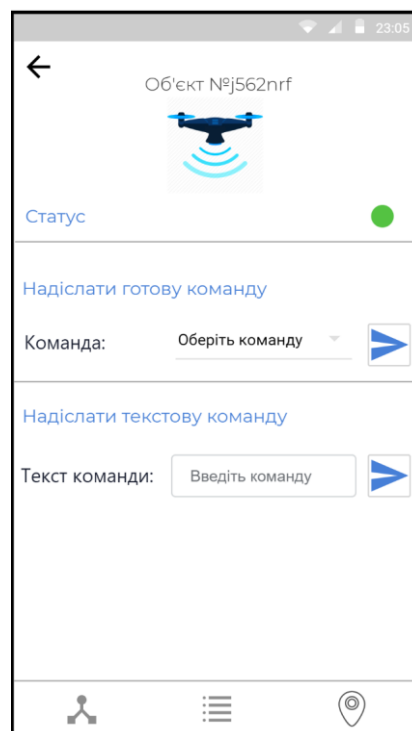 23:05
Об'єкт №j562nrf
Статус
Надіслати готову команду
Команда: Оберіть команду
Надіслати текстову команду
Текст команди: Введіть команду